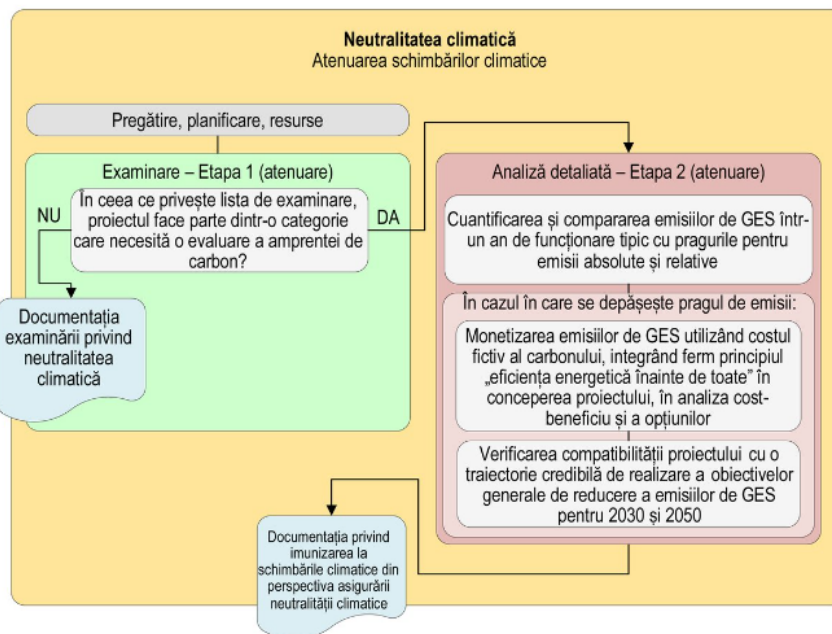 Neutralitatea climatică
Atenuarea schimbărilor climatice
Pregătire, planificare, resurse
Examinare – Etapa 1 (atenuare)
În ceea ce privește lista de examinare,
proiectul face parte dintr-o categorie
care necesită o evaluare a amprentei de
carbon?
NU
DA
Documentația
examinării privind
neutralitatea
climatică
Analiză detaliată – Etapa 2 (atenuare)
Cuantificarea și compararea emisiilor de GES într-
un an de funcționare tipic cu pragurile pentru
emisii absolute și relative
În cazul în care se depășește pragul de emisii:
Monetizarea emisiilor de GES utilizând costul
fictiv al carbonului, integrând ferm principiul
„eficiența energetică înainte de toate” în
conceperea proiectului, în analiza cost-
beneficiu și a opțiunilor
Verificarea compatibilității proiectului cu o
traiectorie credibilă de realizare a obiectivelor
generale de reducere a emisiilor de GES
pentru 2030 și 2050
Documentația privind
imunizarea la
schimbările climatice din
perspectiva asigurării
neutralității climatice